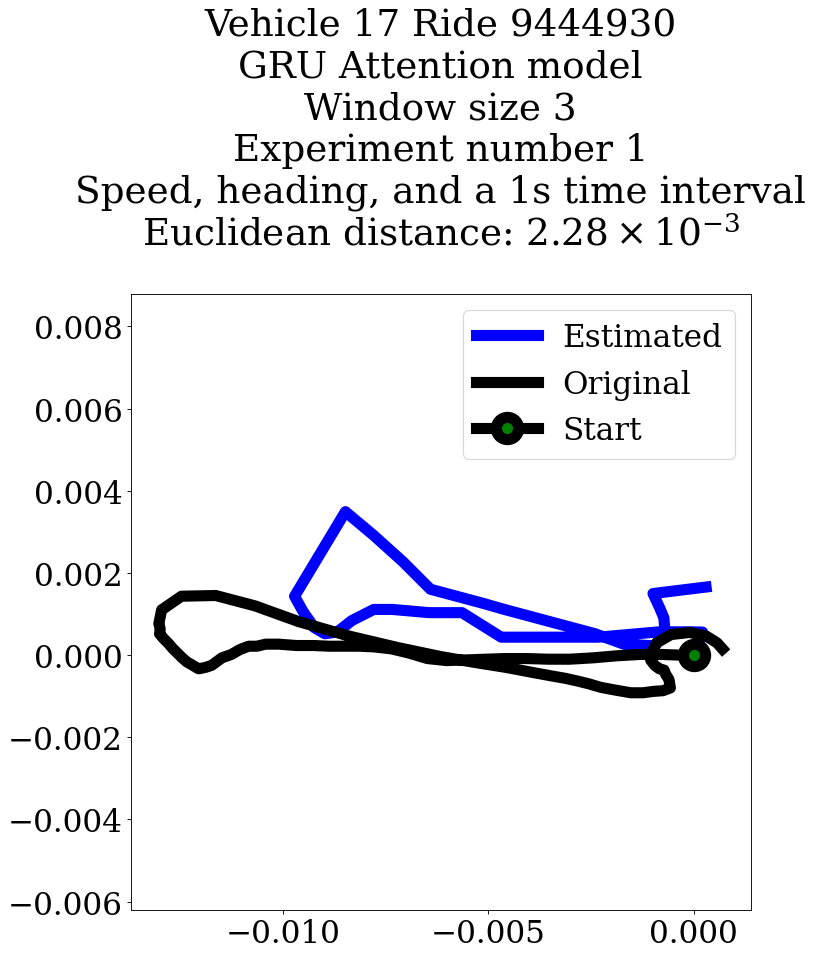 Vehicle 17 Ride 9444930
GRU Attention model
Window size 3
Experiment number 1
Speed, heading, and a 1s time interval
Euclidean distance: 2.28 × 10⁻³
0.008
0.006
0.004
0.002
0.000
−0.002
−0.004
−0.006
Estimated
Original
Start
−0.010
−0.005
0.000